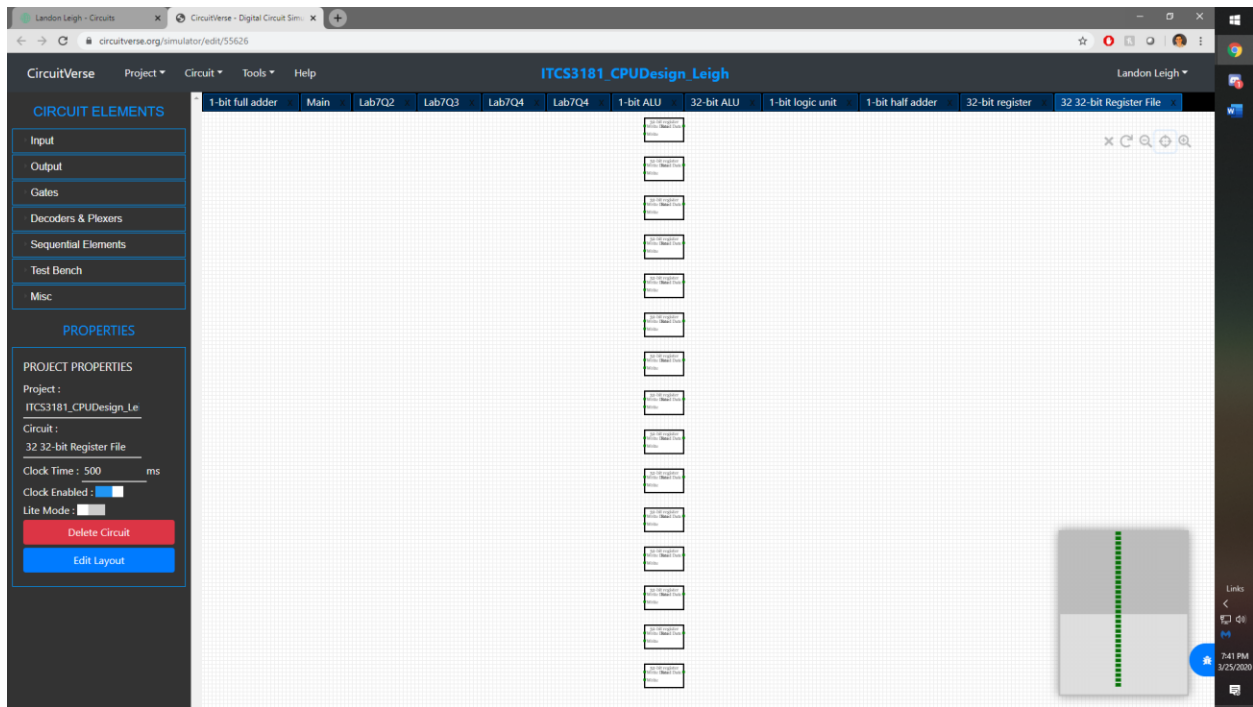 Landon Leigh - Circuits
CircuitVerse - Digital Circuit Sim
circuitverse.org/simulator/edit/55626
CircuitVerse Project Circuit Tools Help
ITCS3181_CPUDesign_Leigh
Landon Leigh
1-bit full adder x Main x Lab7Q2 x Lab7Q3 x Lab7Q4 x Lab7Q4 x 1-bit ALU x 32-bit ALU x 1-bit logic unit x 1-bit half adder x 32-bit register x 32 32-bit Register File x
CIRCUIT ELEMENTS
Input
Output
Gates
Decoders & Plexers
Sequential Elements
Test Bench
Misc
PROPERTIES
PROJECT PROPERTIES
Project :
ITCS3181_CPUDesign_Le
Circuit :
32 32-bit Register File
Clock Time : 500 ms
Clock Enabled :
Lite Mode :
Delete Circuit
Edit Layout
Links
7:41 PM
3/25/2020